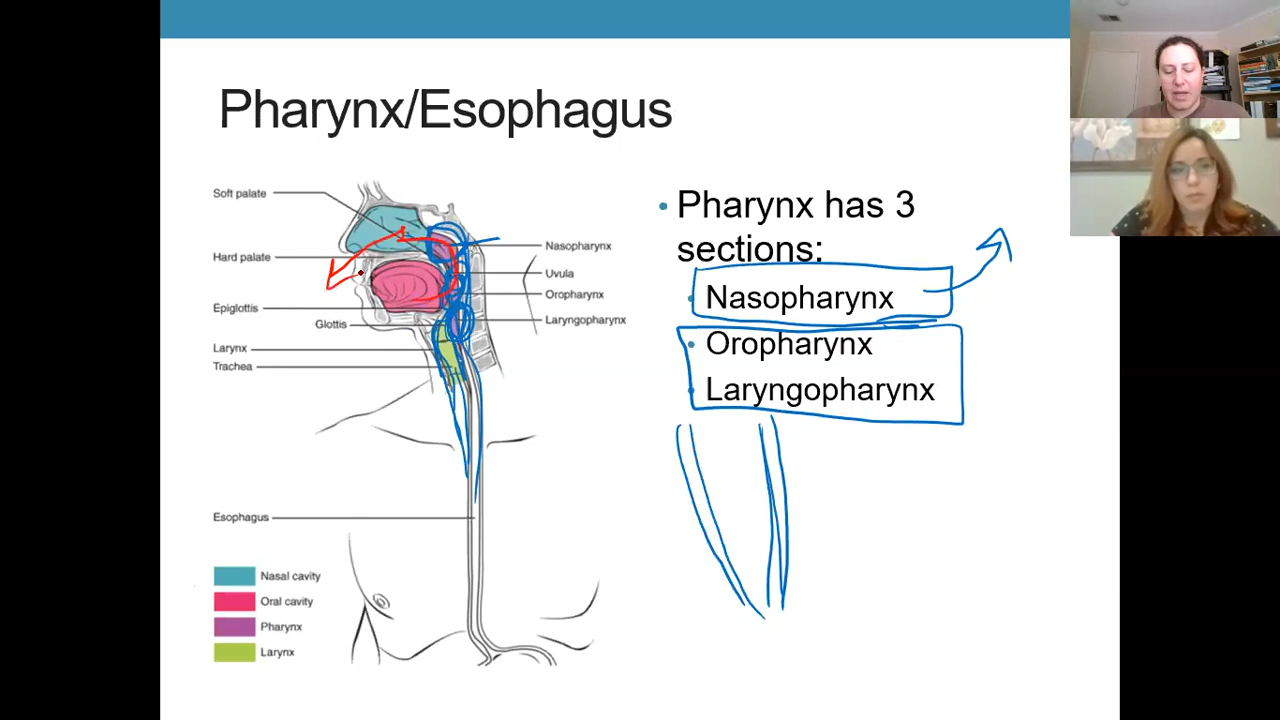 Pharynx/Esophagus
Soft palate
Hard palate
Epiglottis
Glottis
Larynx
Trachea
Esophagus
Nasopharynx
Uvula
Oropharynx
Laryngopharynx
Nasal cavity
Oral cavity
Pharynx
Larynx
• Pharynx has 3
sections:
• Nasopharynx
• Oropharynx
• Laryngopharynx